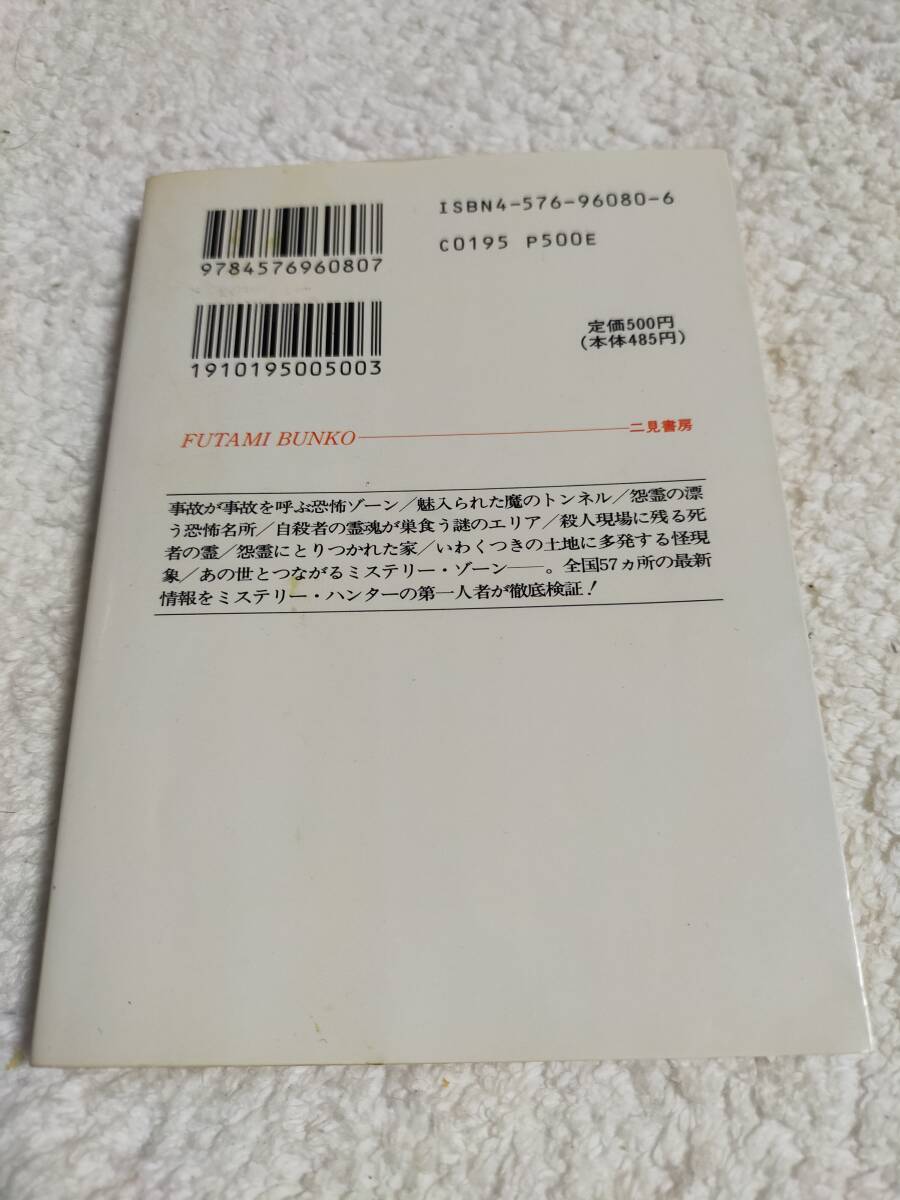 ISBN4-576-96080-6
C0195 P500E
9784576960807
1910195005003
定価500円
(本体485円)
FUTAMI BUNKO
二見書房
事故が事故を呼ぶ恐怖ゾーン/魅入られた魔のトンネル/怨霊の漂
う恐怖名所/自殺者の霊魂が巣食う謎のエリア/殺人現場に残る死
者の霊/怨霊にとりつかれた家/いわくつきの土地に多発する怪現
象/あの世とつながるミステリー・ゾーン——。全国57ヵ所の最新
情報をミステリー・ハンターの第一人者が徹底検証!